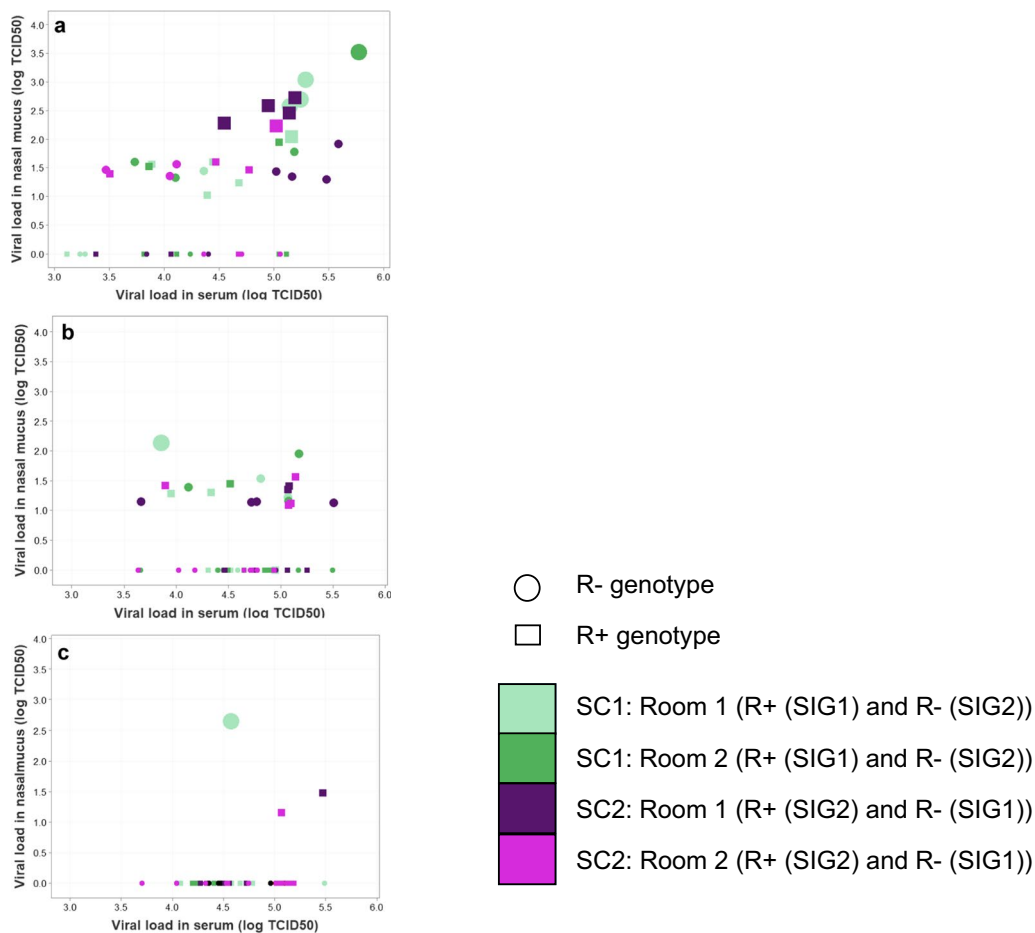 a
Viral load in nasal mucus (log TCID50)
4.0
3.5
3.0
2.5
2.0
1.5
1.0
0.5
0.0
3.0 3.5 4.0 4.5 5.0 5.5 6.0
Viral load in serum (log TCID50)
b
Viral load in nasal mucus (log TCID50)
4.0
3.5
3.0
2.5
2.0
1.5
1.0
0.5
0.0
3.0 3.5 4.0 4.5 5.0 5.5 6.0
Viral load in serum (log TCID50)
c
Viral load in nasalmucus (log TCID50)
4.0
3.5
3.0
2.5
2.0
1.5
1.0
0.5
0.0
3.0 3.5 4.0 4.5 5.0 5.5 6.0
Viral load in serum (log TCID50)
R- genotype
R+ genotype
SC1: Room 1 (R+ (SIG1) and R- (SIG2))
SC1: Room 2 (R+ (SIG1) and R- (SIG2))
SC2: Room 1 (R+ (SIG2) and R- (SIG1))
SC2: Room 2 (R+ (SIG2) and R- (SIG1))